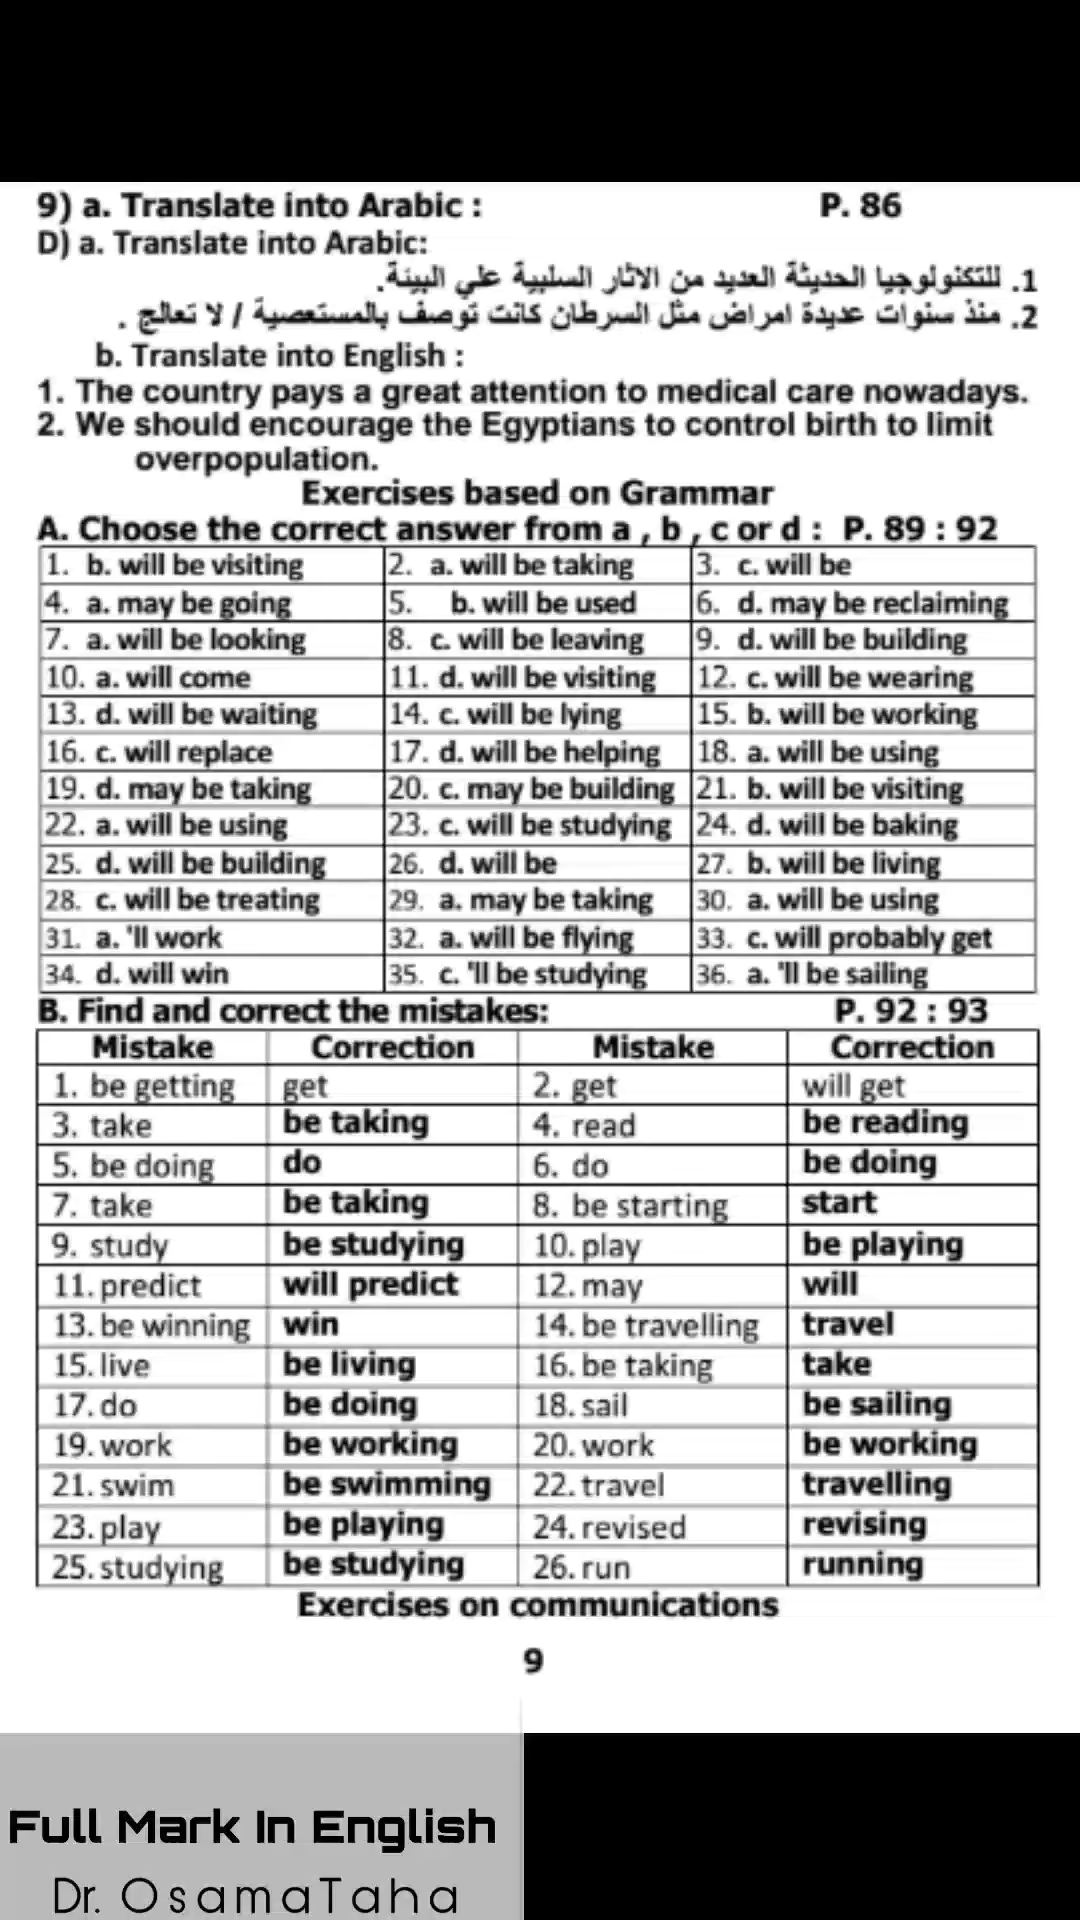 9) a. Translate into Arabic : P. 86
D) a. Translate into Arabic:
1. للتكنولوجيا الحديثة العديد من الاثار السلبية علي البيئة.
2. منذ سنوات عديدة امراض مثل السرطان كانت توصف بالمستعصية / لا تعالج .
b. Translate into English :
1. The country pays a great attention to medical care nowadays.
2. We should encourage the Egyptians to control birth to limit
overpopulation.
Exercises based on Grammar
A. Choose the correct answer from a , b , c or d : P. 89 : 92
1. b. will be visiting 2. a. will be taking 3. c. will be
4. a. may be going 5. b. will be used 6. d. may be reclaiming
7. a. will be looking 8. c. will be leaving 9. d. will be building
10. a. will come 11. d. will be visiting 12. c. will be wearing
13. d. will be waiting 14. c. will be lying 15. b. will be working
16. c. will replace 17. d. will be helping 18. a. will be using
19. d. may be taking 20. c. may be building 21. b. will be visiting
22. a. will be using 23. c. will be studying 24. d. will be baking
25. d. will be building 26. d. will be 27. b. will be living
28. c. will be treating 29. a. may be taking 30. a. will be using
31. a. 'll work 32. a. will be flying 33. c. will probably get
34. d. will win 35. c. 'll be studying 36. a. 'll be sailing
B. Find and correct the mistakes: P. 92 : 93
Mistake Correction Mistake Correction
1. be getting get 2. get will get
3. take be taking 4. read be reading
5. be doing do 6. do be doing
7. take be taking 8. be starting start
9. study be studying 10. play be playing
11. predict will predict 12. may will
13. be winning win 14. be travelling travel
15. live be living 16. be taking take
17. do be doing 18. sail be sailing
19. work be working 20. work be working
21. swim be swimming 22. travel travelling
23. play be playing 24. revised revising
25. studying be studying 26. run running
Exercises on communications
9
Full Mark In English
Dr. OsamaTaha